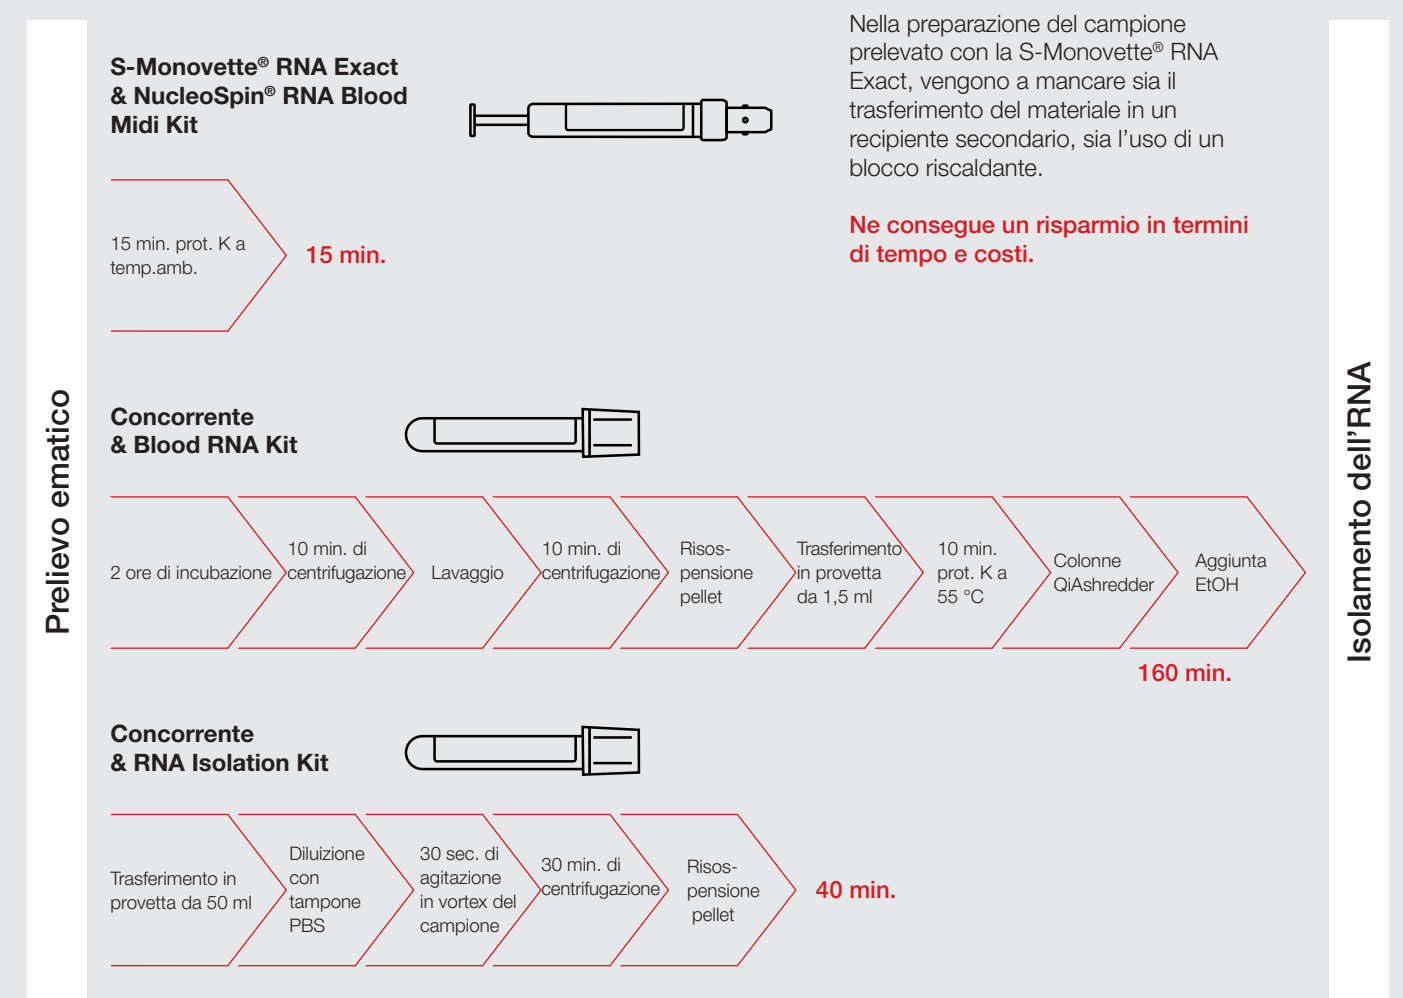 Prelievo ematico
S-Monovette® RNA Exact
& NucleoSpin® RNA Blood
Midi Kit
15 min. prot. K a
temp.amb.
15 min.
Nella preparazione del campione
prelevato con la S-Monovette® RNA
Exact, vengono a mancare sia il
trasferimento del materiale in un
recipiente secondario, sia l'uso di un
blocco riscaldante.
Ne consegue un risparmio in termini
di tempo e costi.
Concorrente
& Blood RNA Kit
2 ore di incubazione
10 min. di
centrifugazione
Lavaggio
10 min. di
centrifugazione
Risos-
pensione
pellet
Trasferimento
in provetta
da 1,5 ml
10 min.
prot. K a
55 °C
Colonne
QiAshredder
Aggiunta
EtOH
160 min.
Concorrente
& RNA Isolation Kit
Trasferimento in
provetta da 50 ml
Diluizione
con
tampone
PBS
30 sec. di
agitazione
in vortex del
campione
30 min. di
centrifugazione
Risos-
pensione
pellet
40 min.
Isolamento dell'RNA